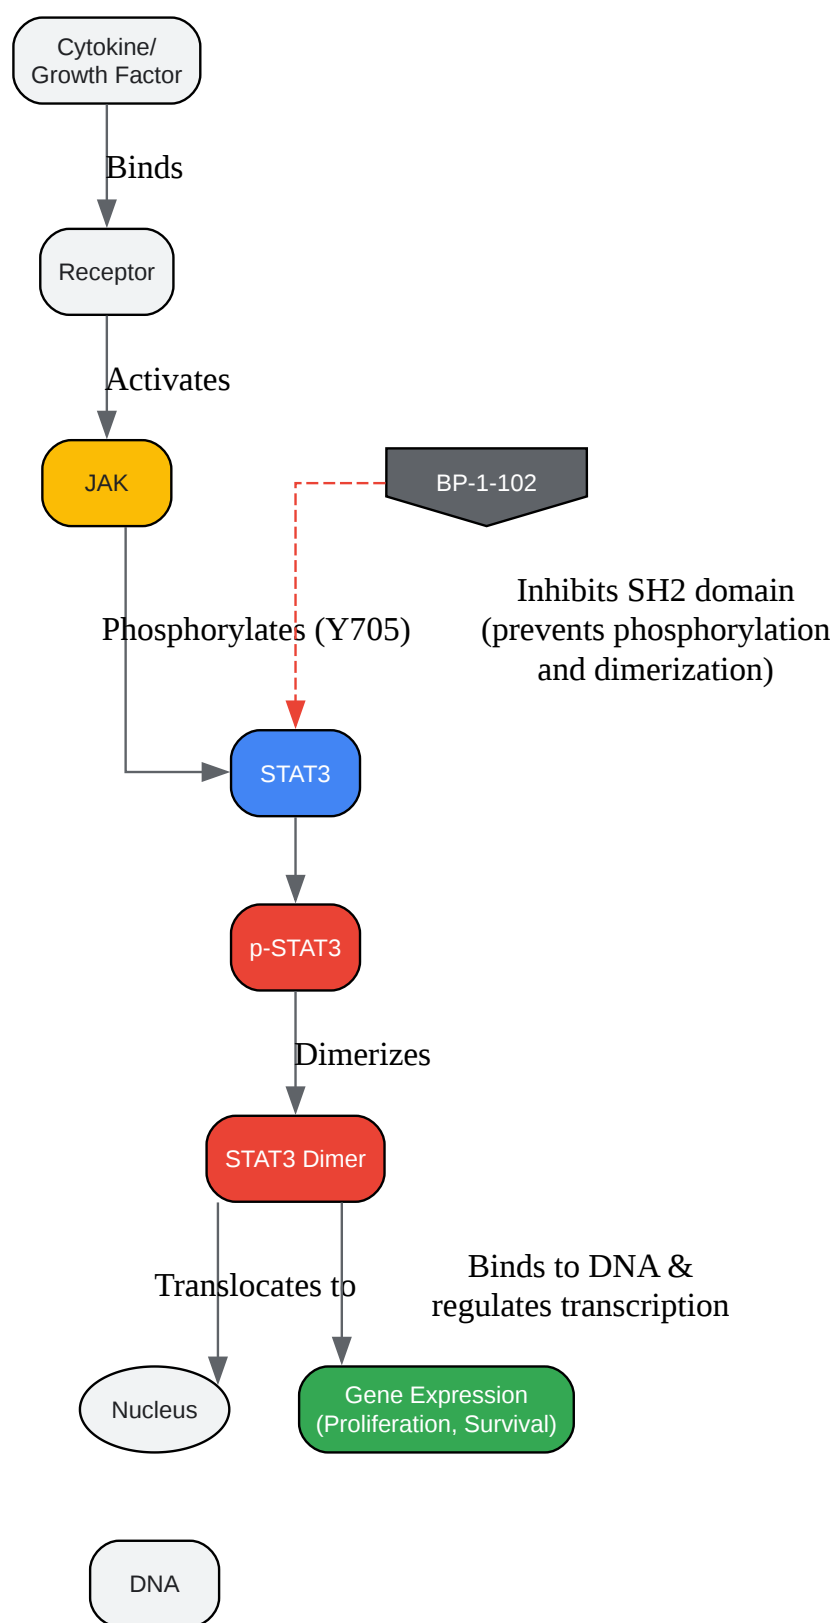 Cytokine/
Growth Factor
Binds
Receptor
Activates
JAK
BP-1-102
Phosphorylates (Y705)
Inhibits SH2 domain
(prevents phosphorylation
and dimerization)
STAT3
p-STAT3
Dimerizes
STAT3 Dimer
Translocates to
Binds to DNA &
regulates transcription
Nucleus
Gene Expression
(Proliferation, Survival)
DNA